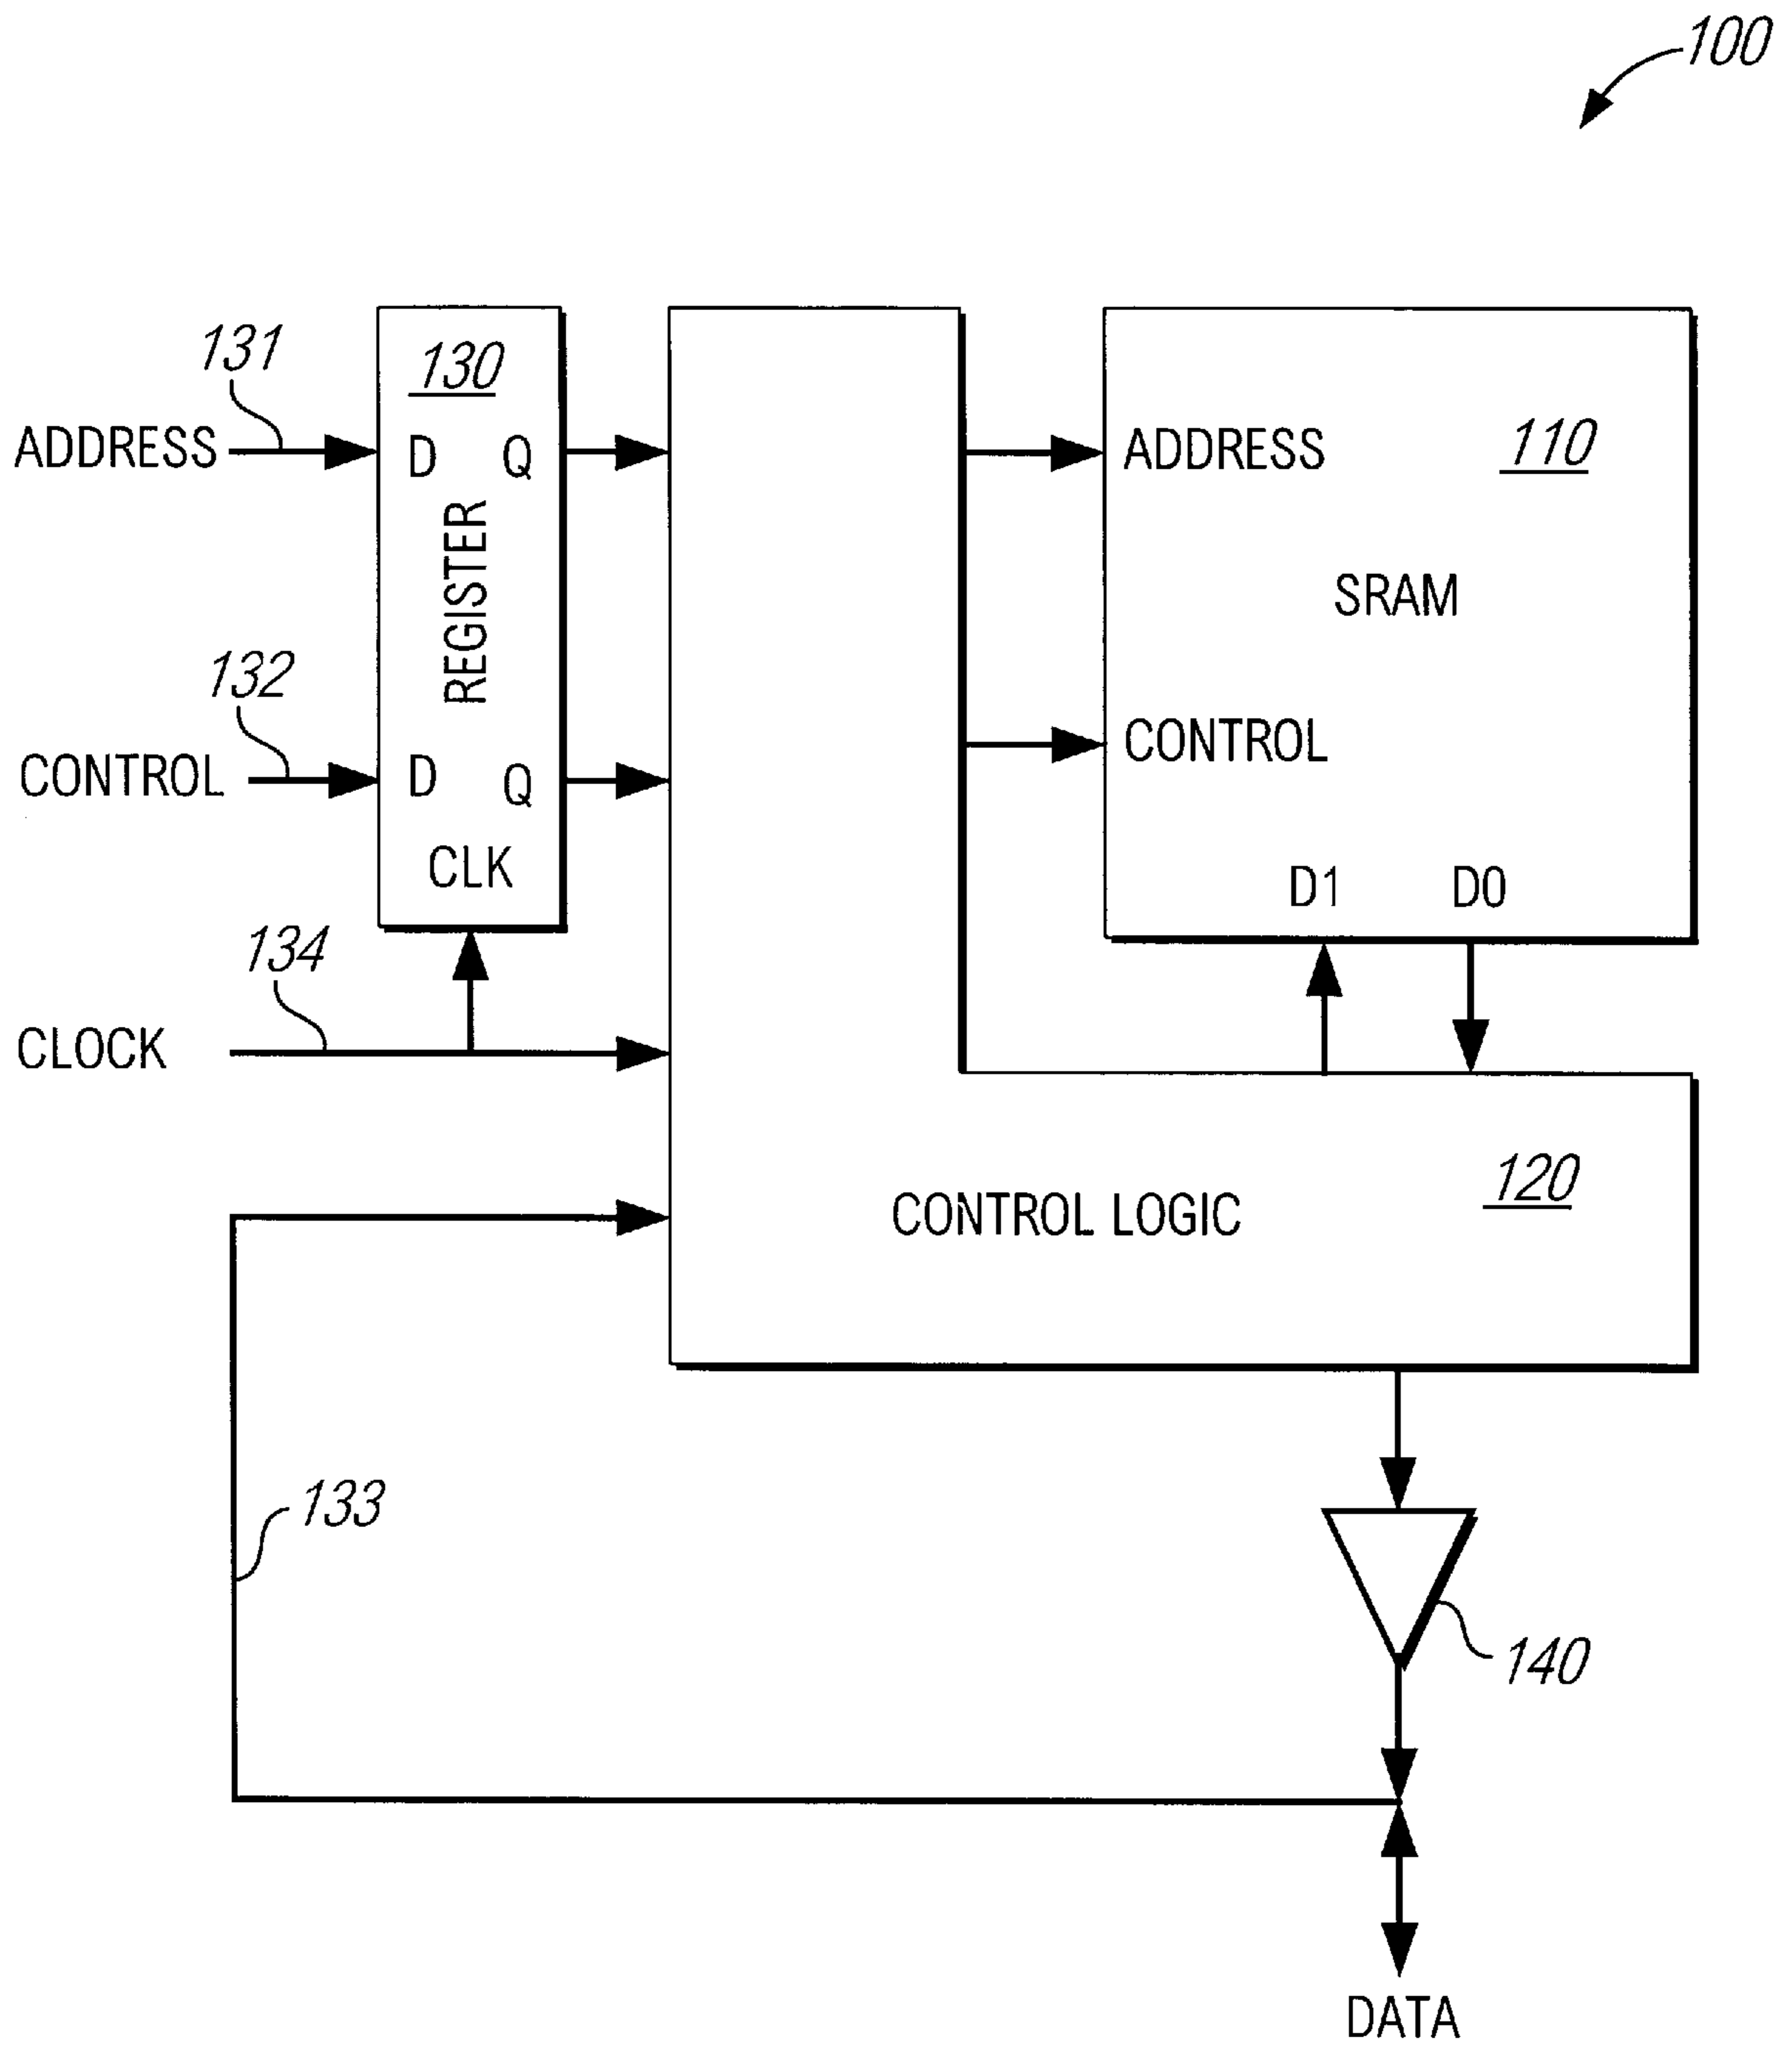 100
131
130
ADDRESS
D Q
ADDRESS
110
REGISTER
SRAM
132
CONTROL
D Q
CONTROL
CLK
D1 D0
134
CLOCK
120
CONTROL LOGIC
133
140
DATA